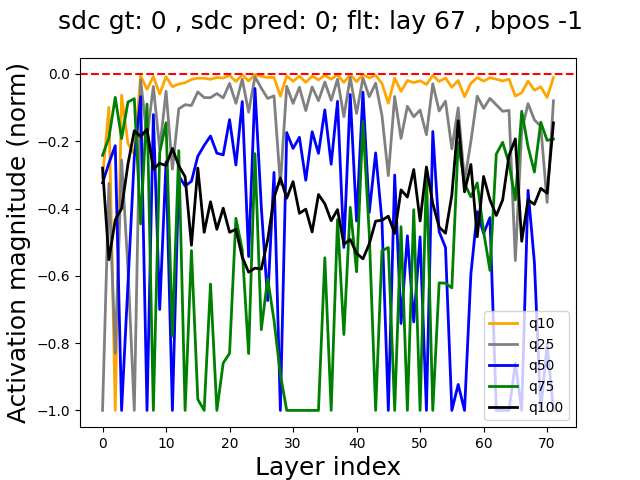 sdc gt: 0 , sdc pred: 0; flt: lay 67 , bpos -1
Activation magnitude (norm)
0.0
−0.2
−0.4
−0.6
−0.8
−1.0
q10
q25
q50
q75
q100
0 10 20 30 40 50 60 70
Layer index